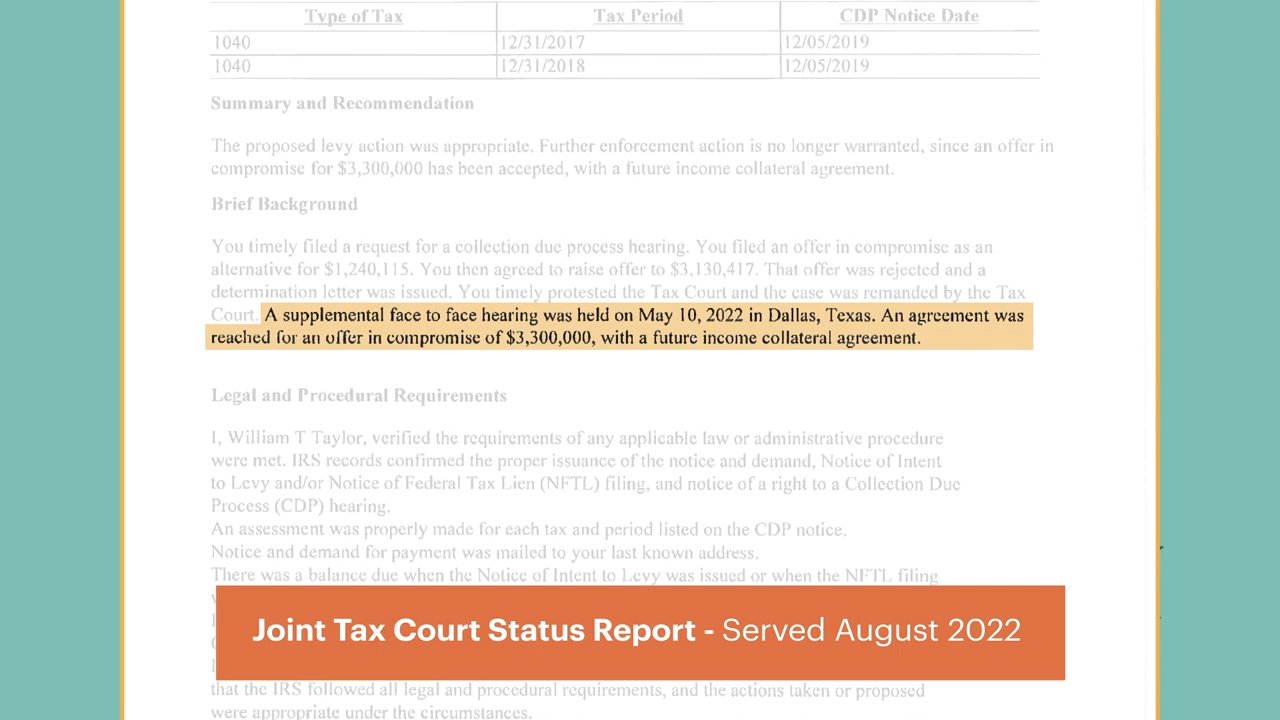 Type of Tax Tax Period CDP Notice Date
1040 12/31/2017 12/05/2019
1040 12/31/2018 12/05/2019
Summary and Recommendation
The proposed levy action was appropriate. Further enforcement action is no longer warranted, since an offer in
compromise for $3,300,000 has been accepted, with a future income collateral agreement.
Brief Background
You timely filed a request for a collection due process hearing. You filed an offer in compromise as an
alternative for $1,240,115. You then agreed to raise offer to $3,130,417. That offer was rejected and a
determination letter was issued. You timely protested the Tax Court and the case was remanded by the Tax
Court. A supplemental face to face hearing was held on May 10, 2022 in Dallas, Texas. An agreement was
reached for an offer in compromise of $3,300,000, with a future income collateral agreement.
Legal and Procedural Requirements
I, William T Taylor, verified the requirements of any applicable law or administrative procedure
were met. IRS records confirmed the proper issuance of the notice and demand, Notice of Intent
to Levy and/or Notice of Federal Tax Lien (NFTL) filing, and notice of a right to a Collection Due
Process (CDP) hearing.
An assessment was properly made for each tax and period listed on the CDP notice.
Notice and demand for payment was mailed to your last known address.
There was a balance due when the Notice of Intent to Levy was issued or when the NFTL filing
Joint Tax Court Status Report - Served August 2022
that the IRS followed all legal and procedural requirements, and the actions taken or proposed
were appropriate under the circumstances.